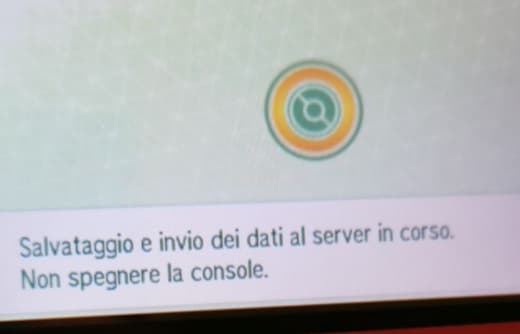 Salvataggio e invio dei dati al server in corso.
Non spegnere la console.